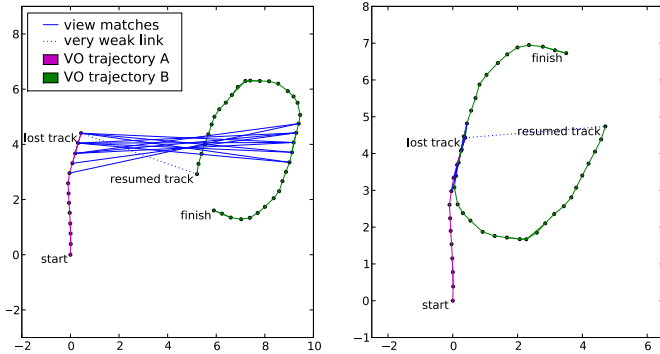 view matches
very weak link
VO trajectory A
VO trajectory B
lost track
resumed track
finish
start
8
6
4
2
0
−2
−2
0
2
4
6
8
10
finish
lost track
resumed track
start
8
7
6
5
4
3
2
1
0
−1
−2
0
2
4
6